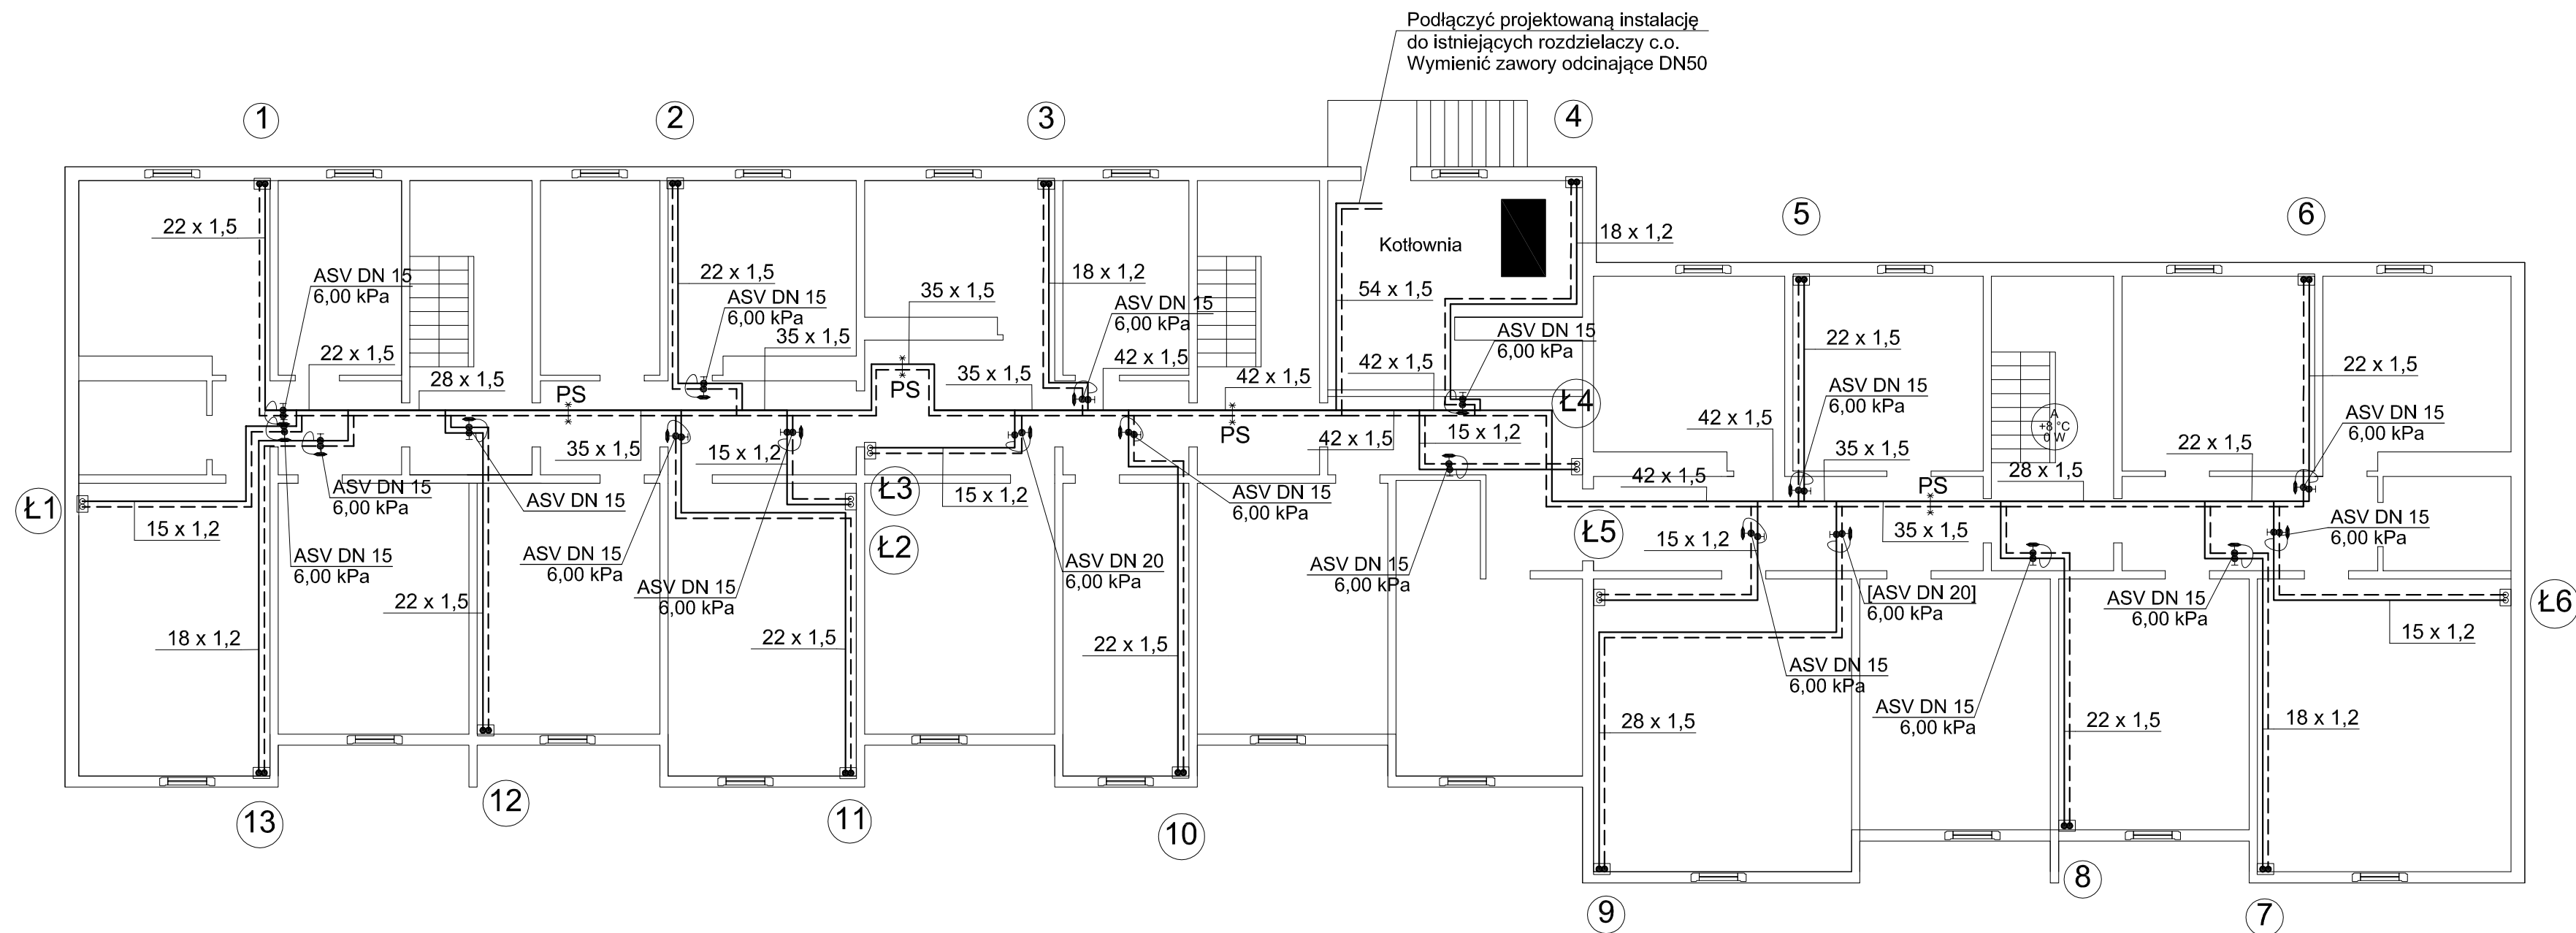 Podłączyć projektowaną instalację
do istniejących rozdzielaczy c.o.
Wymienić zawory odcinające DN50
1
2
3
4
5
6
22 x 1,5
ASV DN 15
6,00 kPa
22 x 1,5
28 x 1,5
PS
22 x 1,5
ASV DN 15
6,00 kPa
35 x 1,5
35 x 1,5
PS
18 x 1,2
ASV DN 15
6,00 kPa
35 x 1,5
42 x 1,5
42 x 1,5
PS
Kotłownia
54 x 1,5
42 x 1,5
18 x 1,2
ASV DN 15
6,00 kPa
Ł4
22 x 1,5
ASV DN 15
6,00 kPa
42 x 1,5
35 x 1,5
A
+8 °C
0 W
22 x 1,5
ASV DN 15
6,00 kPa
22 x 1,5
28 x 1,5
PS
42 x 1,5
42 x 1,5
15 x 1,2
35 x 1,5
15 x 1,2
Ł1
15 x 1,2
ASV DN 15
6,00 kPa
ASV DN 15
6,00 kPa
ASV DN 15
ASV DN 15
6,00 kPa
ASV DN 15
6,00 kPa
Ł3
Ł2
15 x 1,2
ASV DN 20
6,00 kPa
ASV DN 15
6,00 kPa
ASV DN 15
6,00 kPa
Ł5
15 x 1,2
35 x 1,5
[ASV DN 20]
6,00 kPa
ASV DN 15
6,00 kPa
ASV DN 15
6,00 kPa
ASV DN 15
6,00 kPa
ASV DN 15
6,00 kPa
Ł6
15 x 1,2
18 x 1,2
22 x 1,5
22 x 1,5
22 x 1,5
28 x 1,5
22 x 1,5
18 x 1,2
13
12
11
10
9
8
7